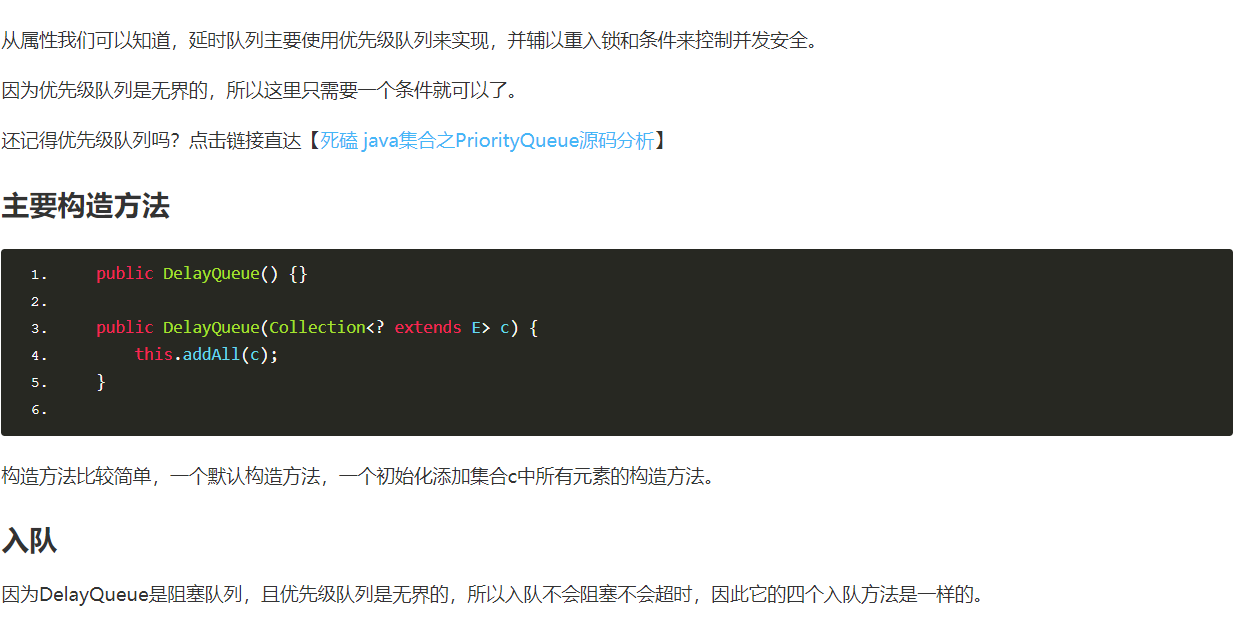 从属性我们可以知道，延时队列主要使用优先级队列来实现，并辅以重入锁和条件来控制并发安全。
因为优先级队列是无界的，所以这里只需要一个条件就可以了。
还记得优先级队列吗？点击链接直达【死磕 java集合之PriorityQueue源码分析】
主要构造方法
1. public DelayQueue() {}
2.
3. public DelayQueue(Collection<? extends E> c) {
4. this.addAll(c);
5. }
6.
构造方法比较简单，一个默认构造方法，一个初始化添加集合c中所有元素的构造方法。
入队
因为DelayQueue是阻塞队列，且优先级队列是无界的，所以入队不会阻塞不会超时，因此它的四个入队方法是一样的。